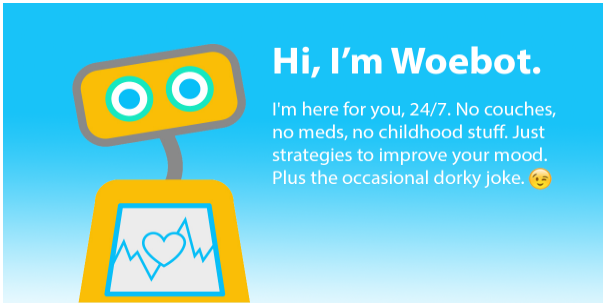 Hi, I’m Woebot.
I'm here for you, 24/7. No couches,
no meds, no childhood stuff. Just
strategies to improve your mood.
Plus the occasional dorky joke. 😉